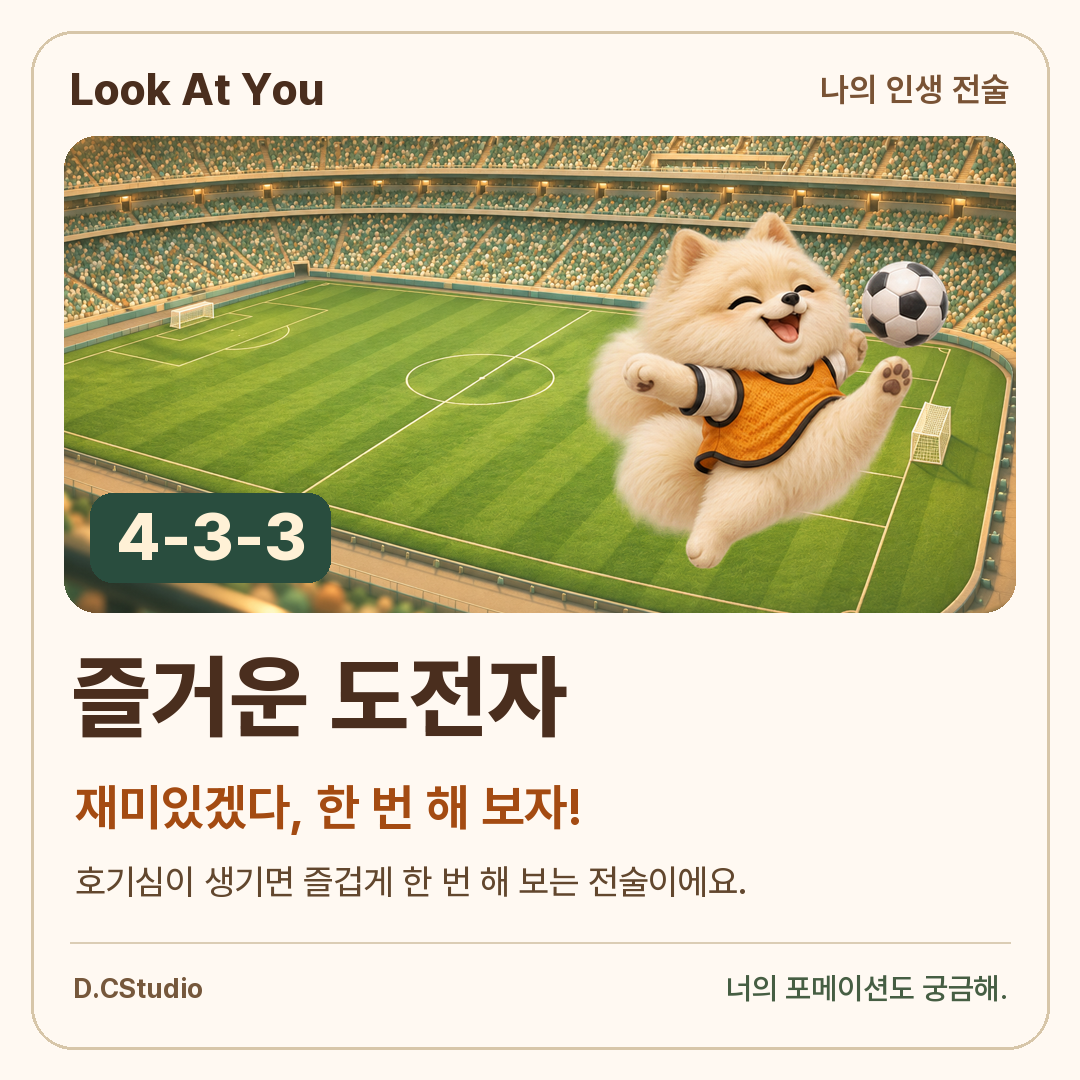 Look At You
나의 인생 전술
4-3-3
즐거운 도전자
재미있겠다, 한 번 해 보자!
호기심이 생기면 즐겁게 한 번 해 보는 전술이에요.
D.CStudio
너의 포메이션도 궁금해.